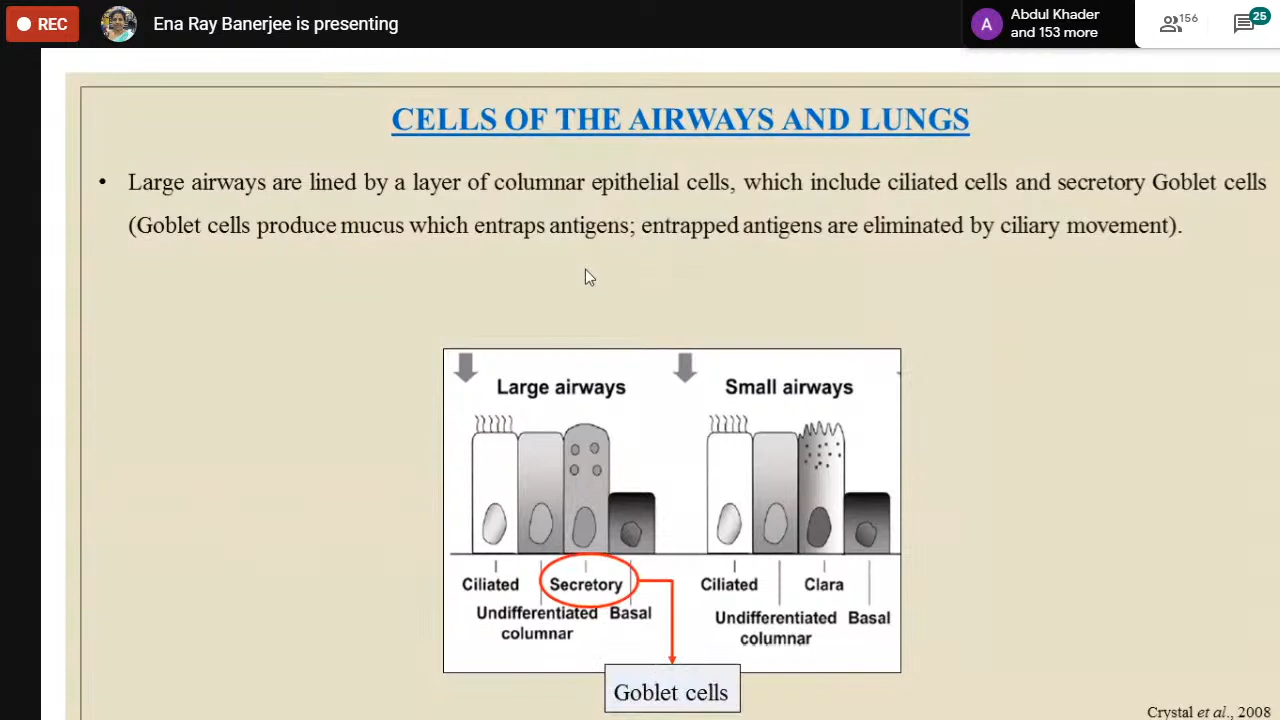 REC
Ena Ray Banerjee is presenting
A
Abdul Khader
and 153 more
156
25
CELLS OF THE AIRWAYS AND LUNGS
• Large airways are lined by a layer of columnar epithelial cells, which include ciliated cells and secretory Goblet cells
(Goblet cells produce mucus which entraps antigens; entrapped antigens are eliminated by ciliary movement).
Large airways
Small airways
Ciliated
Secretory
Undifferentiated
columnar
Basal
Ciliated
Clara
Undifferentiated
columnar
Basal
Goblet cells
Crystal et al., 2008